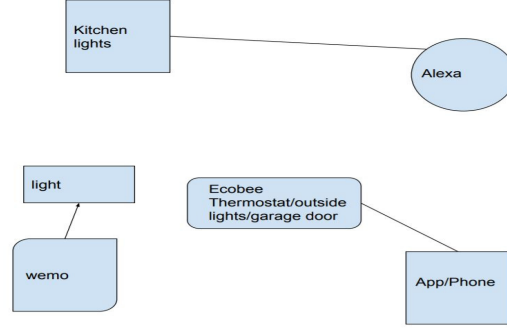 Kitchen
lights
Alexa
light
Ecobee
Thermostat/outside
lights/garage door
wemo
App/Phone